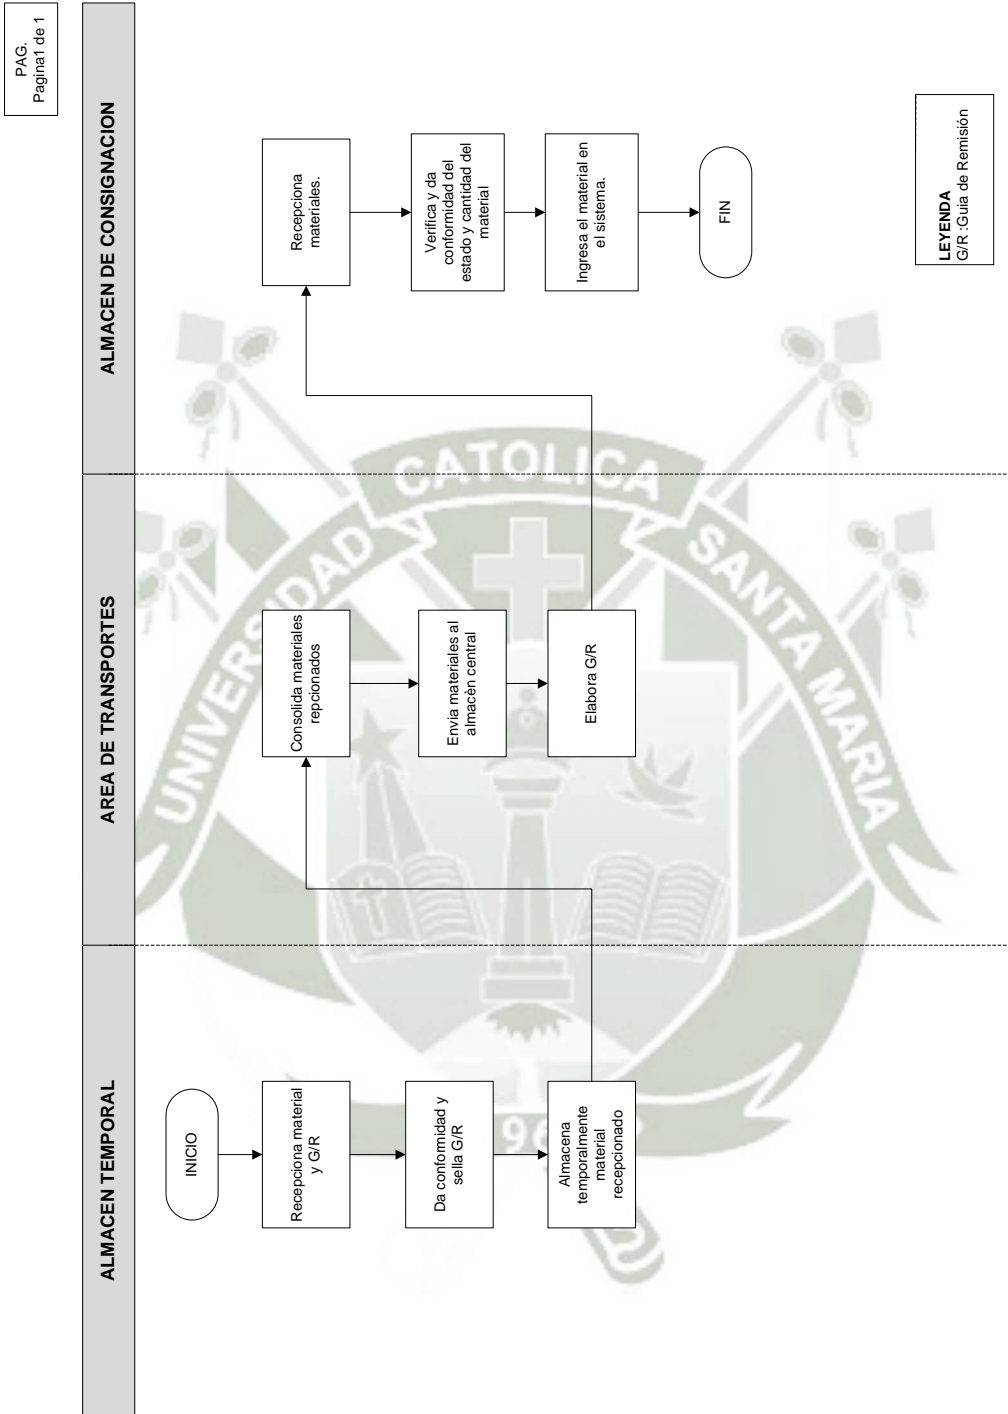 PAG.
Pagina1 de 1
ALMACEN TEMPORAL
AREA DE TRANSPORTES
ALMACEN DE CONSIGNACION
INICIO
Recepciona material
y G/R
Da conformidad y
sella G/R
Almacena
temporalmente
material
recepcionado
Consolida materiales
repcionados
Envia materiales al
almacèn central
Elabora G/R
Recepciona
materiales.
Verifica y da
conformidad del
estado y cantidad del
material
Ingresa el material en
el sistema.
FIN
LEYENDA
G/R :Guia de Remisión
UNIVERSIDAD
CATOLICA
SANTA MARIA